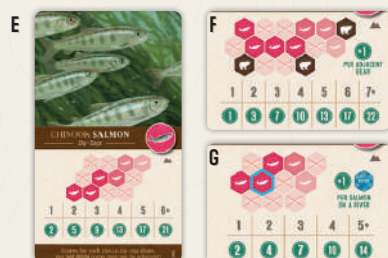 E
CHINOOK SALMON
1 2 3 4 5 6+
2 5 9 13 17 21
F
+1
PER ADJACENT
BEAR
1 2 3 4 5 6 7+
1 3 7 10 13 17 22
G
+1
PER SALMON
ON A RIVER
1 2 3 4 5+
2 4 7 10 14